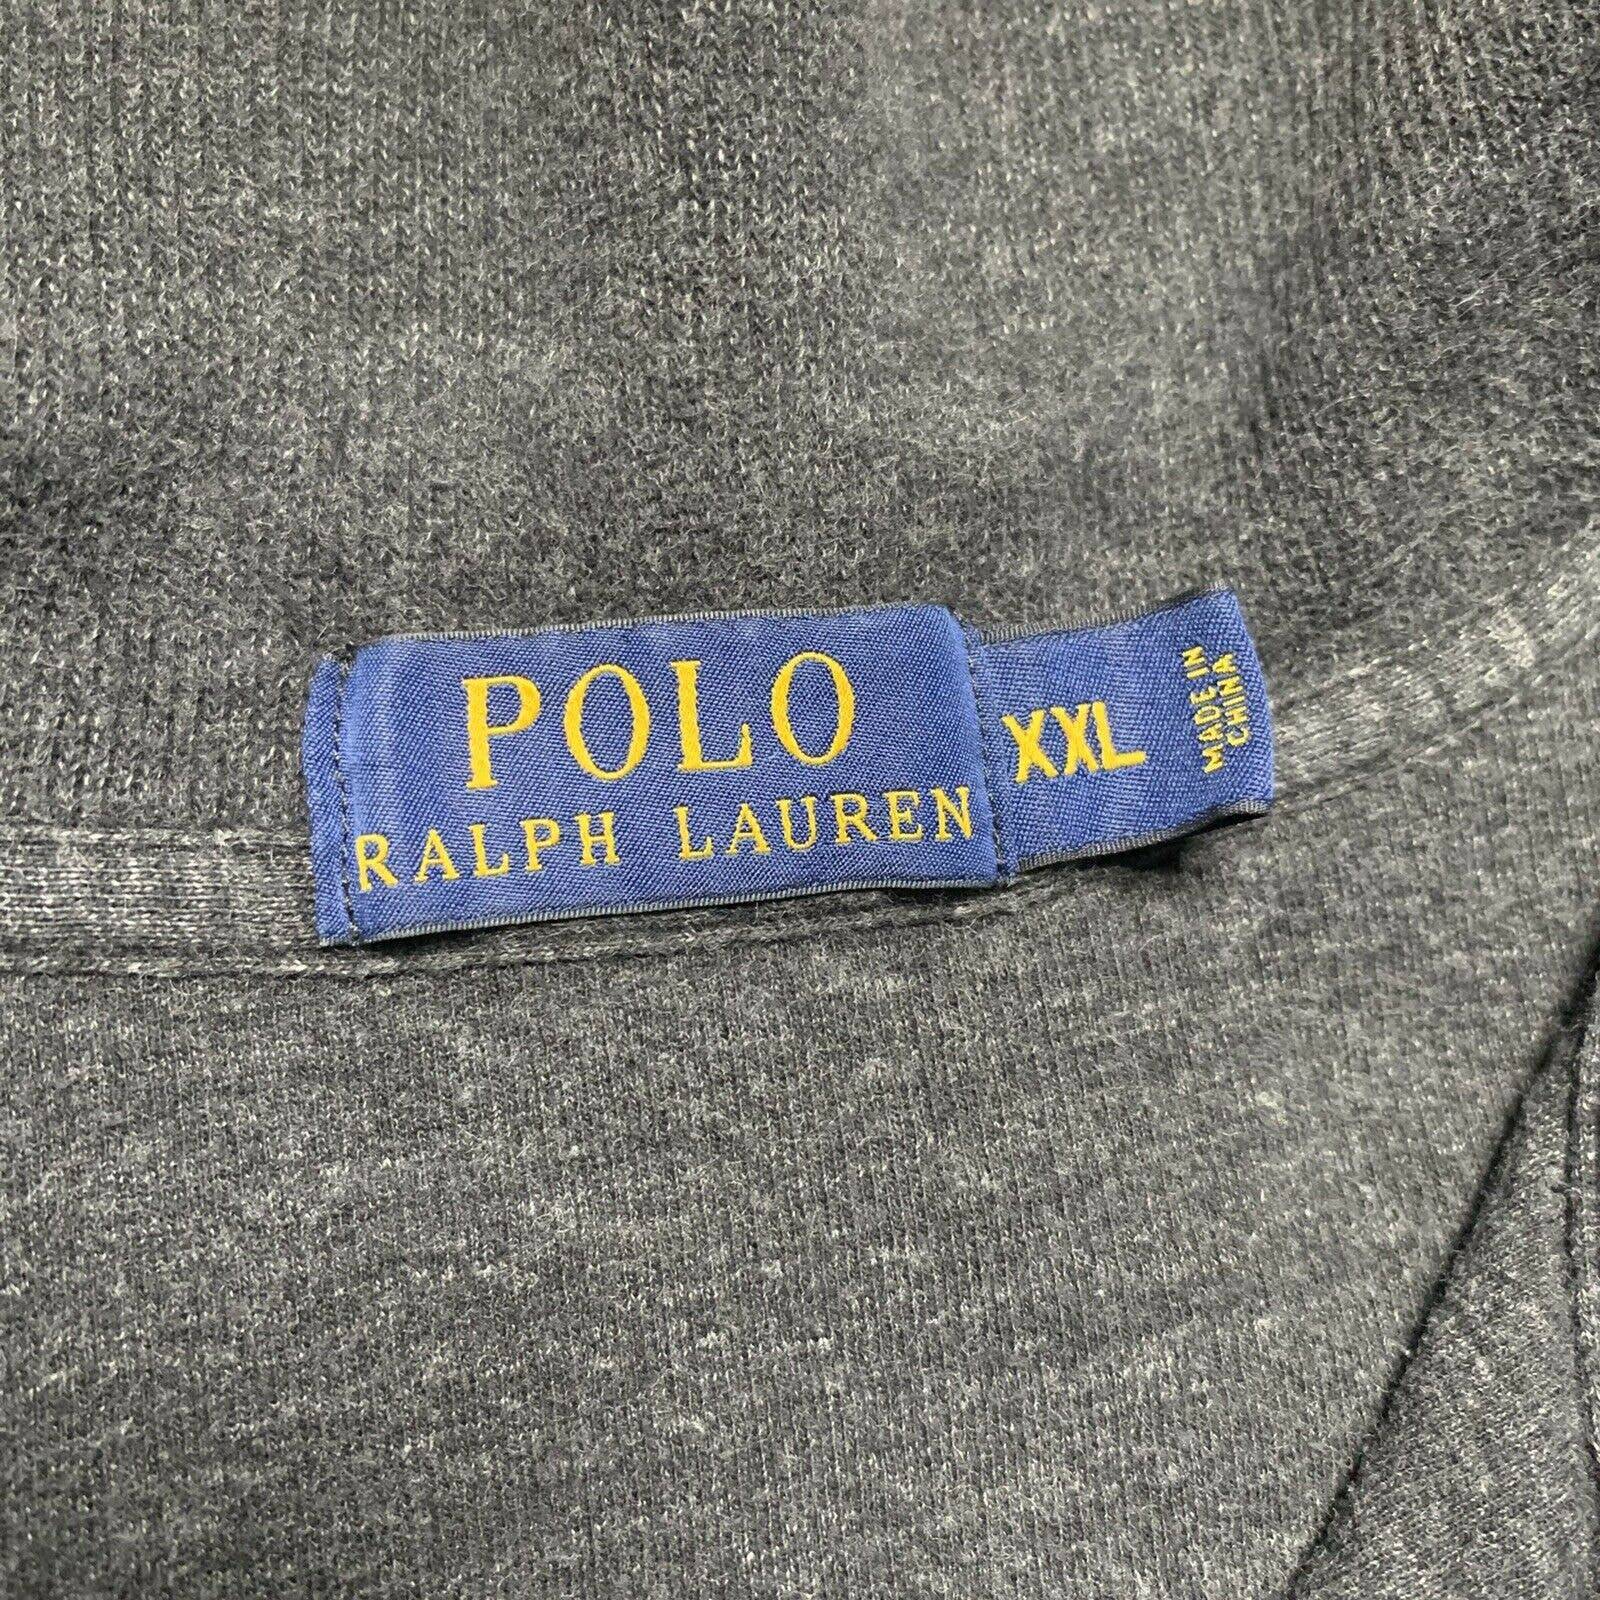 POLO
RALPH LAUREN
XXL
MADE IN
CHINA